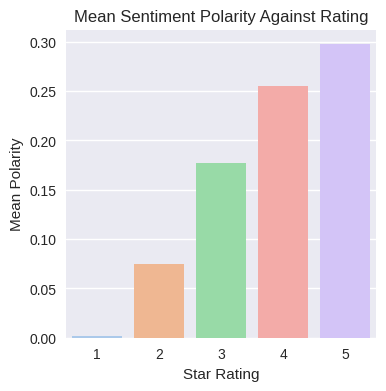 Mean Sentiment Polarity Against Rating
0.30
0.25
0.20
0.15
0.10
0.05
0.00
Mean Polarity
1 2 3 4 5
Star Rating